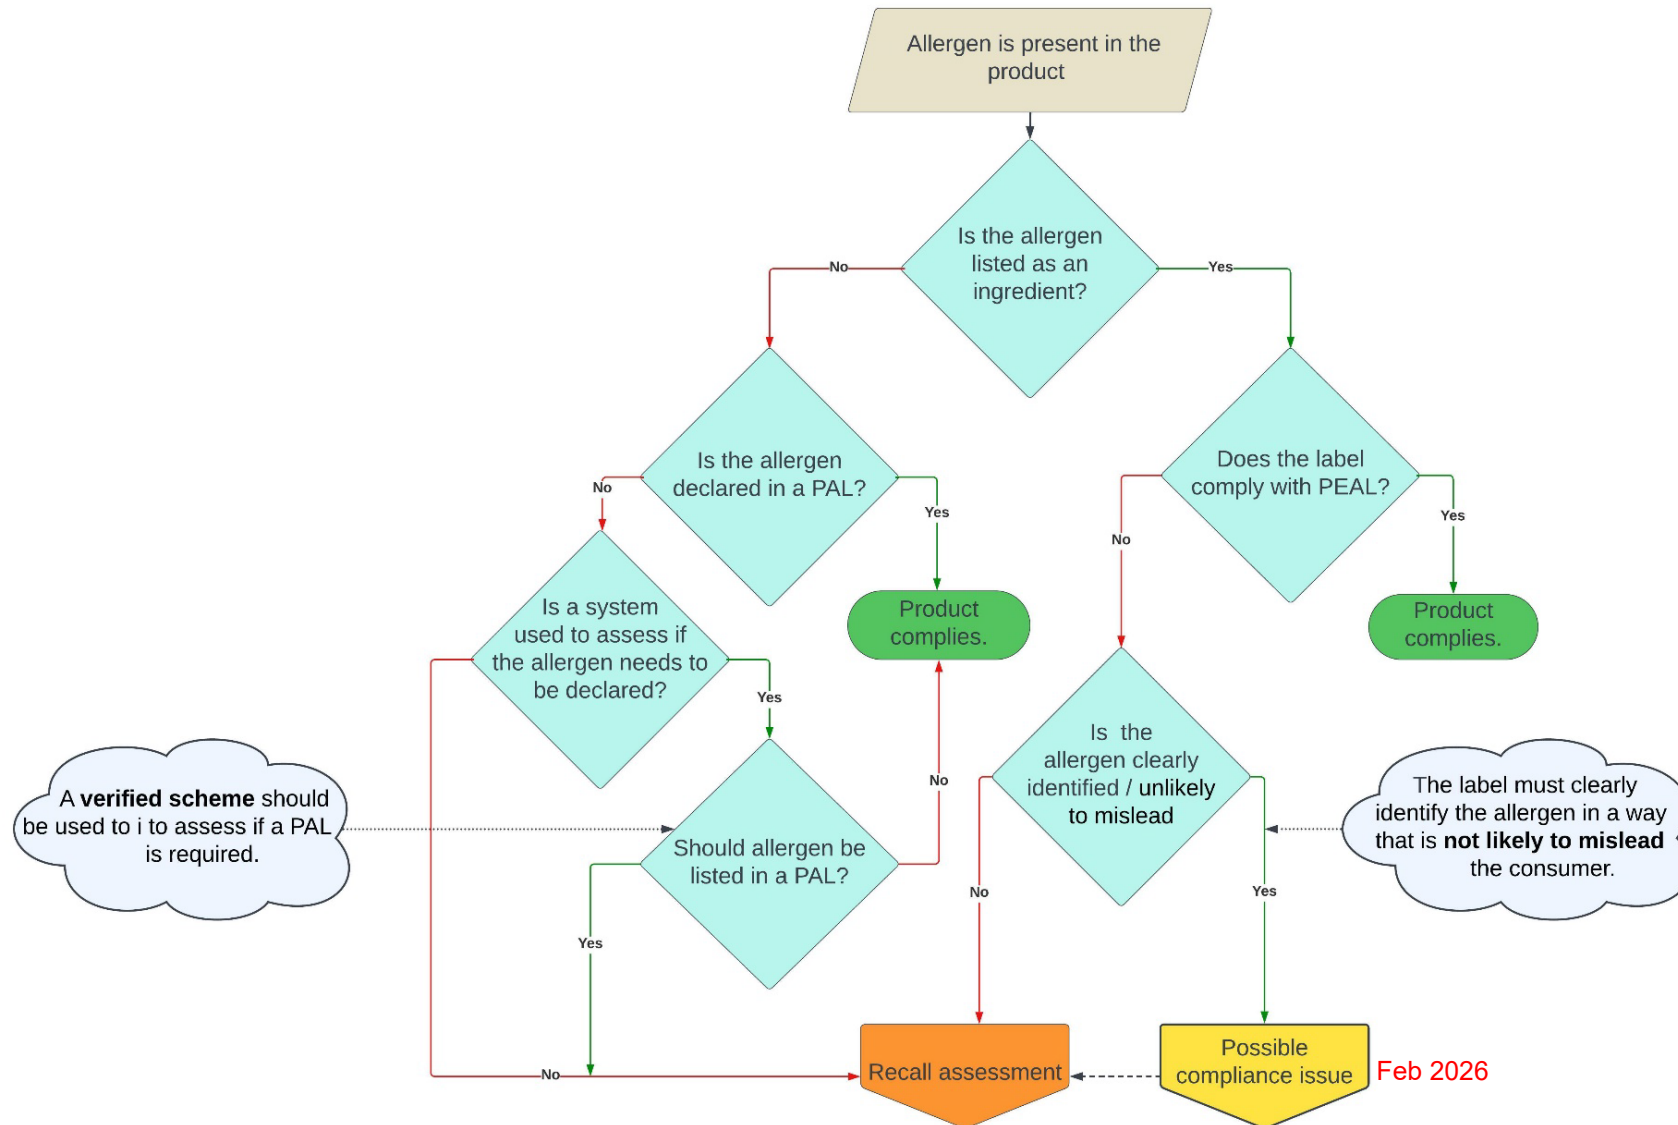 Allergen is present in the
product
Is the allergen
listed as an
ingredient?
No
Yes
Is the allergen
declared in a PAL?
Does the label
comply with PEAL?
No
Yes
No
Yes
Is a system
used to assess if
the allergen needs to
be declared?
Product
complies.
Product
complies.
Yes
Is the
allergen clearly
identified / unlikely
to mislead
A verified scheme should
be used to i to assess if a PAL
is required.
Should allergen be
listed in a PAL?
No
The label must clearly
identify the allergen in a way
that is not likely to mislead
the consumer.
Yes
No
Yes
No
Recall assessment
Possible
compliance issue
Feb 2026